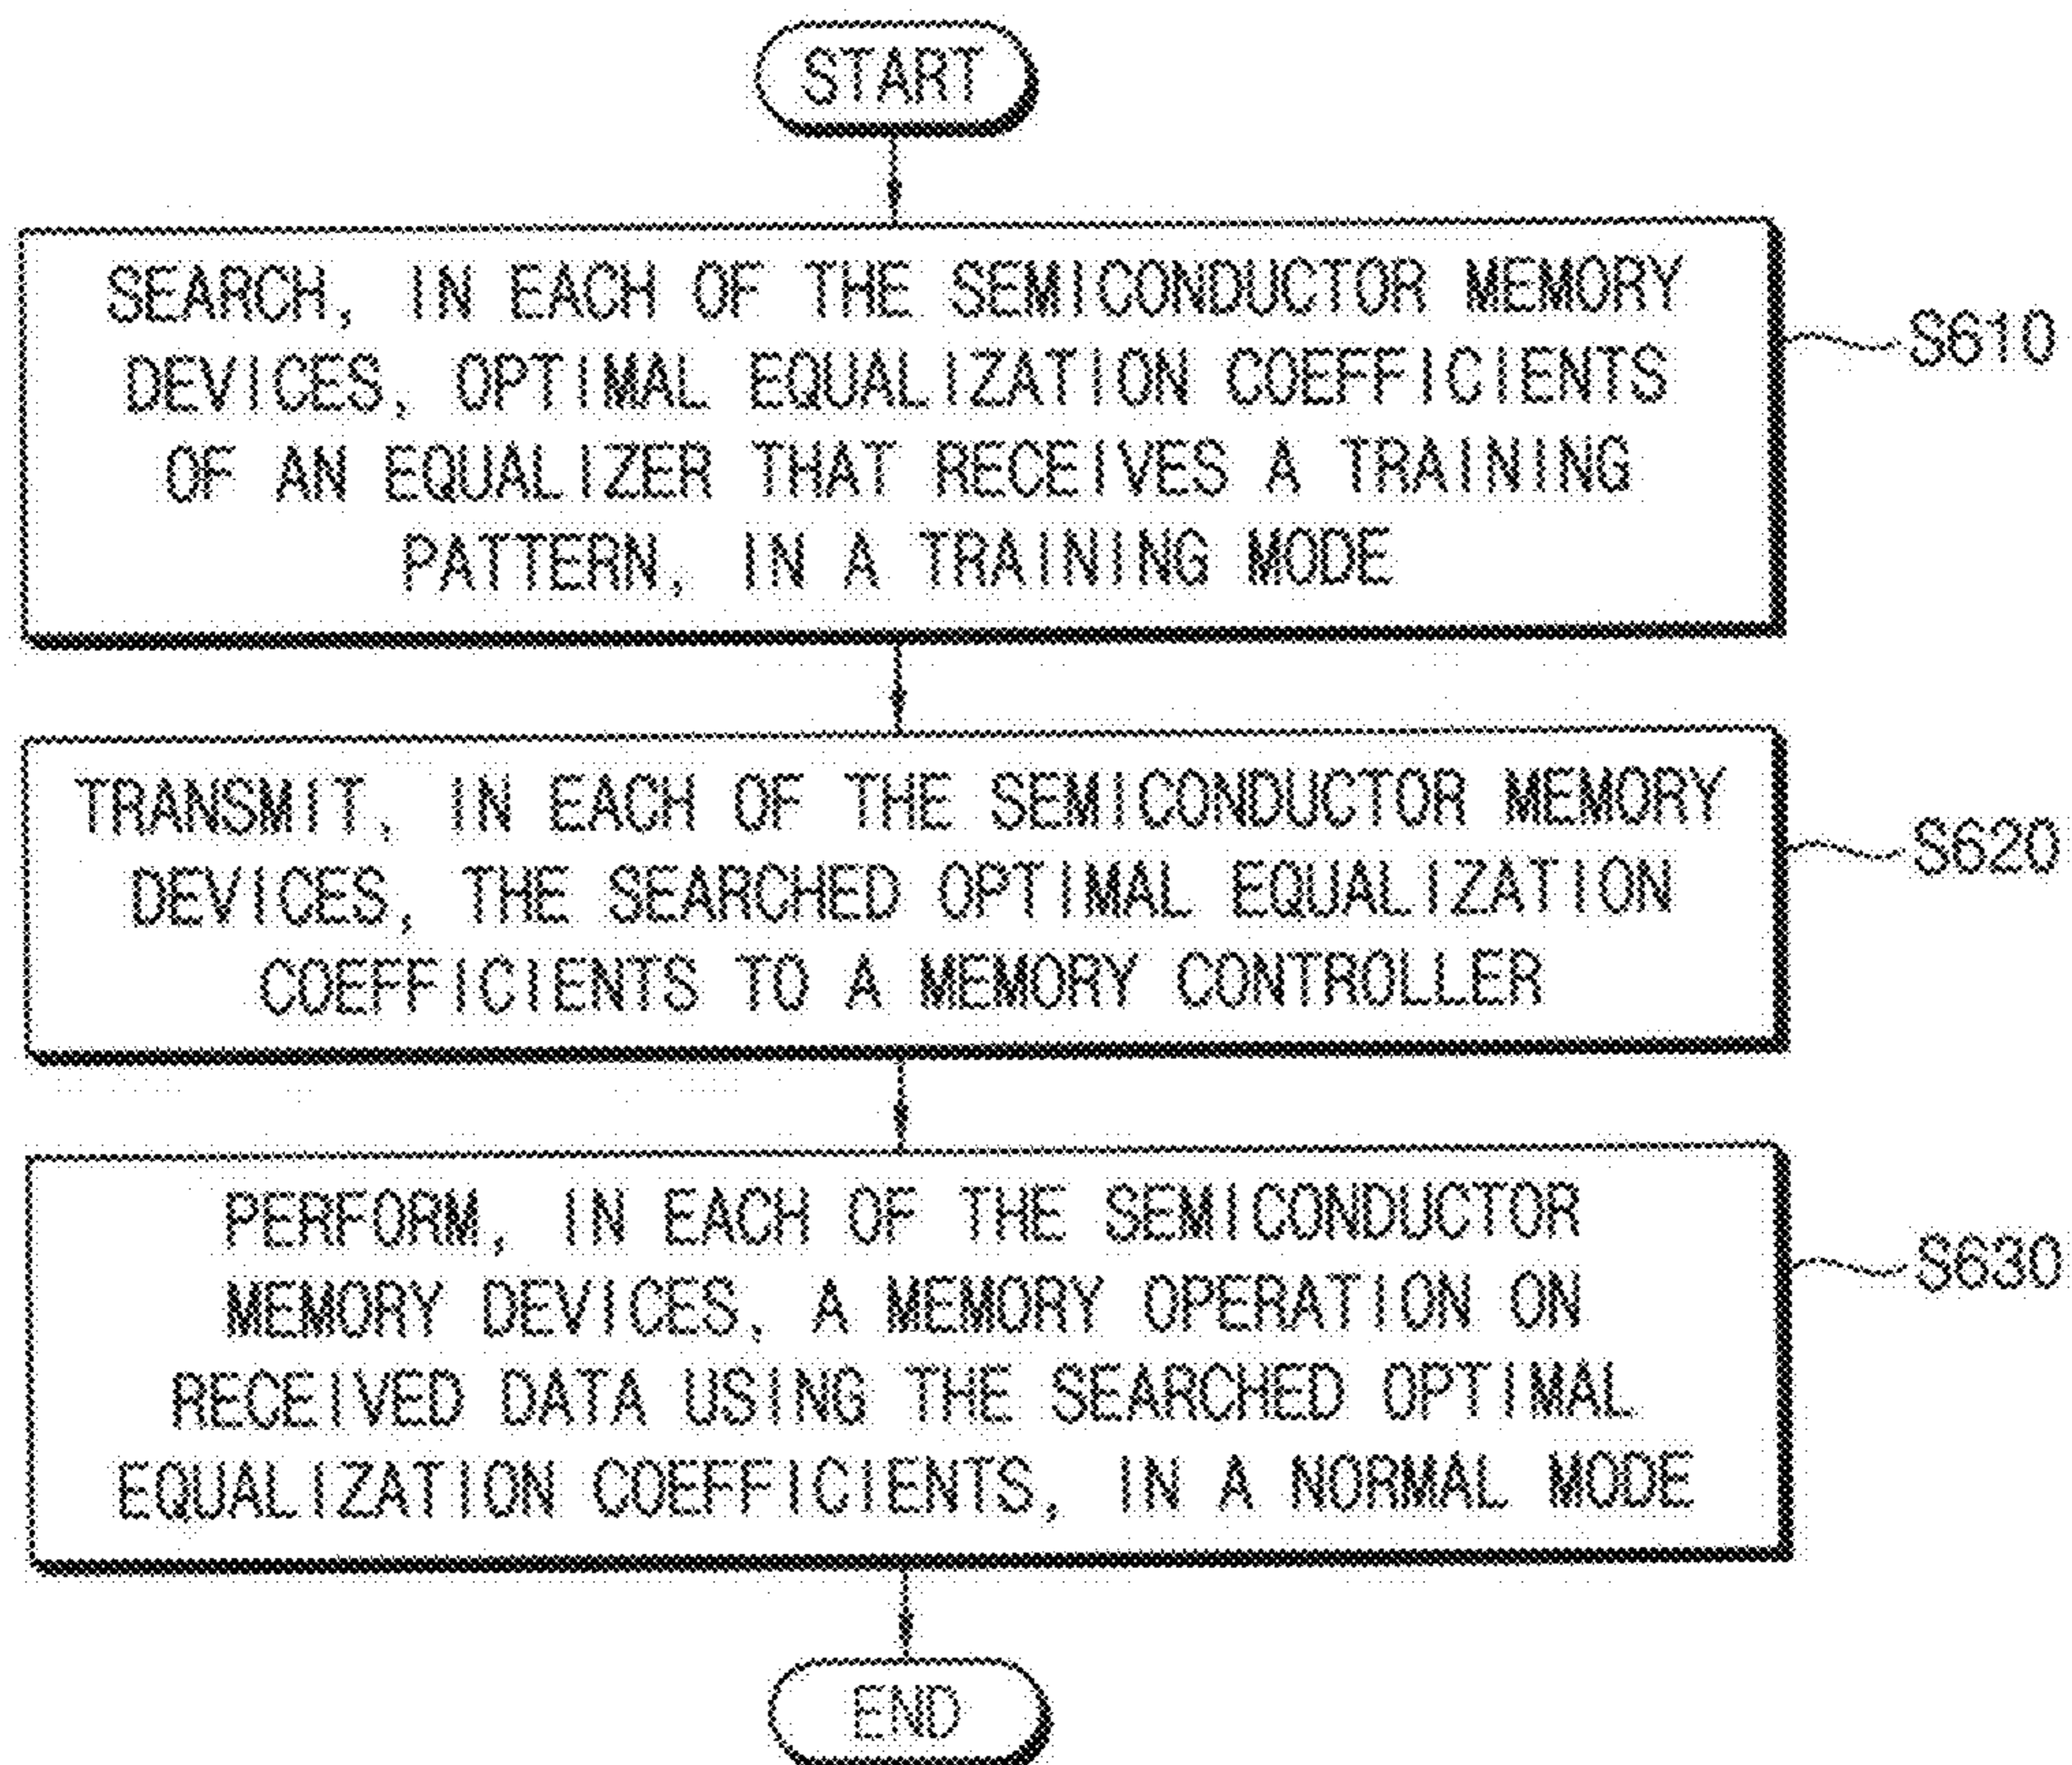 START
SEARCH, IN EACH OF THE SEMICONDUCTOR MEMORY
DEVICES, OPTIMAL EQUALIZATION COEFFICIENTS
OF AN EQUALIZER THAT RECEIVES A TRAINING
PATTERN, IN A TRAINING MODE
S610
TRANSMIT, IN EACH OF THE SEMICONDUCTOR MEMORY
DEVICES, THE SEARCHED OPTIMAL EQUALIZATION
COEFFICIENTS TO A MEMORY CONTROLLER
S620
PERFORM, IN EACH OF THE SEMICONDUCTOR
MEMORY DEVICES, A MEMORY OPERATION ON
RECEIVED DATA USING THE SEARCHED OPTIMAL
EQUALIZATION COEFFICIENTS, IN A NORMAL MODE
S630
END